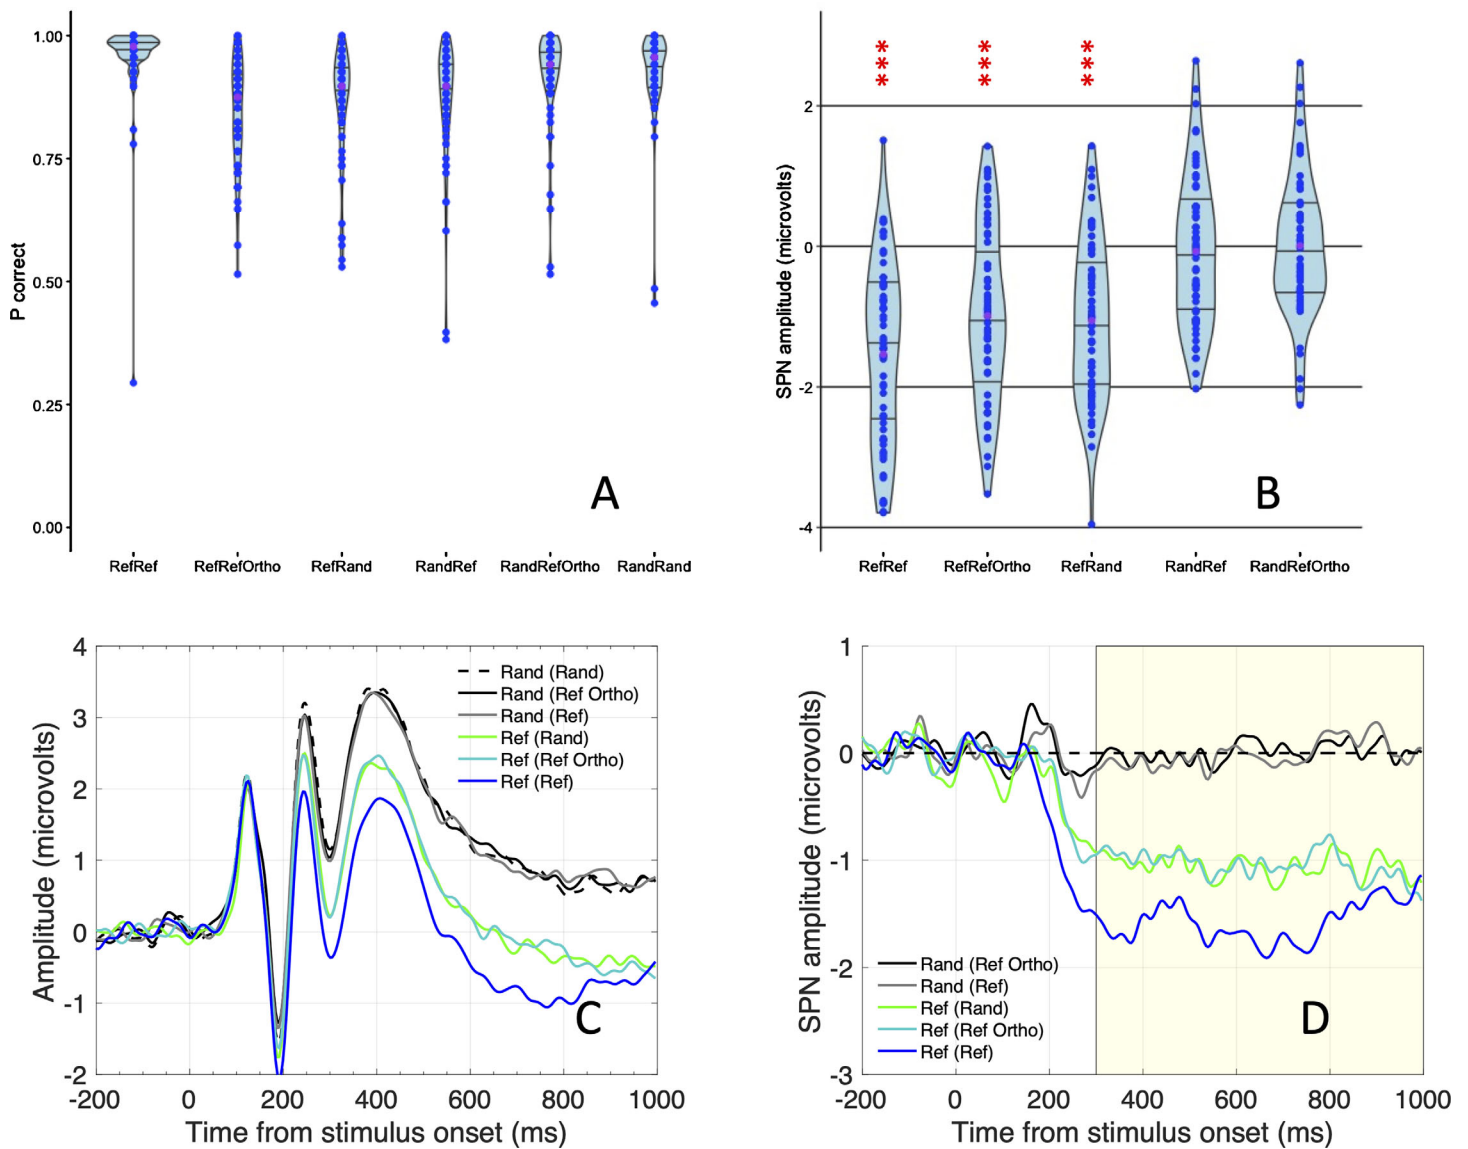 1.00
0.75
0.50
0.25
0.00
P correct
A
RefRef
RefRefOrtho
RefRand
RandRef
RandRefOrtho
RandRand
***
***
***
2
0
-2
-4
SPN amplitude (microvolts)
B
RefRef
RefRefOrtho
RefRand
RandRef
RandRefOrtho
4
3
2
1
0
-1
-2
Amplitude (microvolts)
Rand (Rand)
Rand (Ref Ortho)
Rand (Ref)
Ref (Rand)
Ref (Ref Ortho)
Ref (Ref)
C
-200 0 200 400 600 800 1000
Time from stimulus onset (ms)
1
0
-1
-2
-3
SPN amplitude (microvolts)
Rand (Ref Ortho)
Rand (Ref)
Ref (Rand)
Ref (Ref Ortho)
Ref (Ref)
D
-200 0 200 400 600 800 1000
Time from stimulus onset (ms)